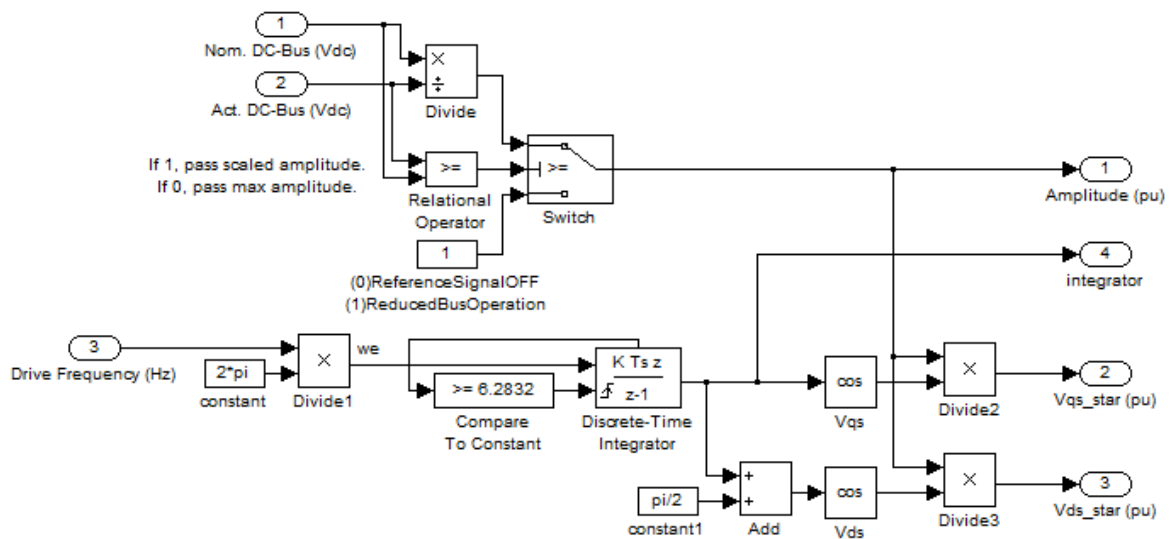 1
Nom. DC-Bus (Vdc)
2
Act. DC-Bus (Vdc)
×
÷
Divide
If 1, pass scaled amplitude.
If 0, pass max amplitude.
>=
Relational
Operator
>=
Switch
1
Amplitude (pu)
1
(0)ReferenceSignalOFF
(1)ReducedBusOperation
4
integrator
3
Drive Frequency (Hz)
2*pi
constant
×
Divide1
we
>= 6.2832
Compare
To Constant
K Ts z
z-1
Discrete-Time
Integrator
cos
Vqs
×
Divide2
2
Vqs_star (pu)
pi/2
constant1
+
+
Add
cos
Vds
×
Divide3
3
Vds_star (pu)